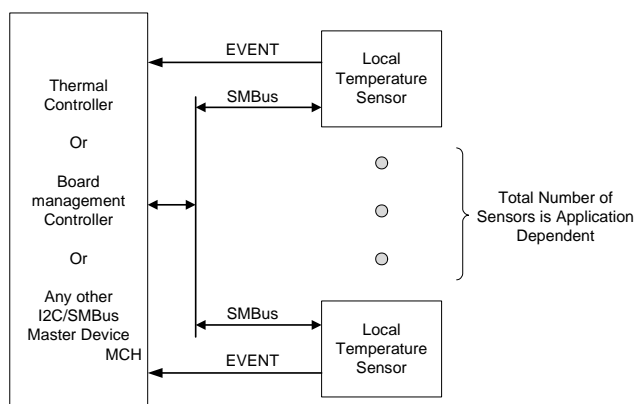 Thermal
Controller
Or
Board
management
Controller
Or
Any other
I2C/SMBus
Master Device
MCH
EVENT
SMBus
Local
Temperature
Sensor
Total Number of
Sensors is Application
Dependent
SMBus
EVENT
Local
Temperature
Sensor